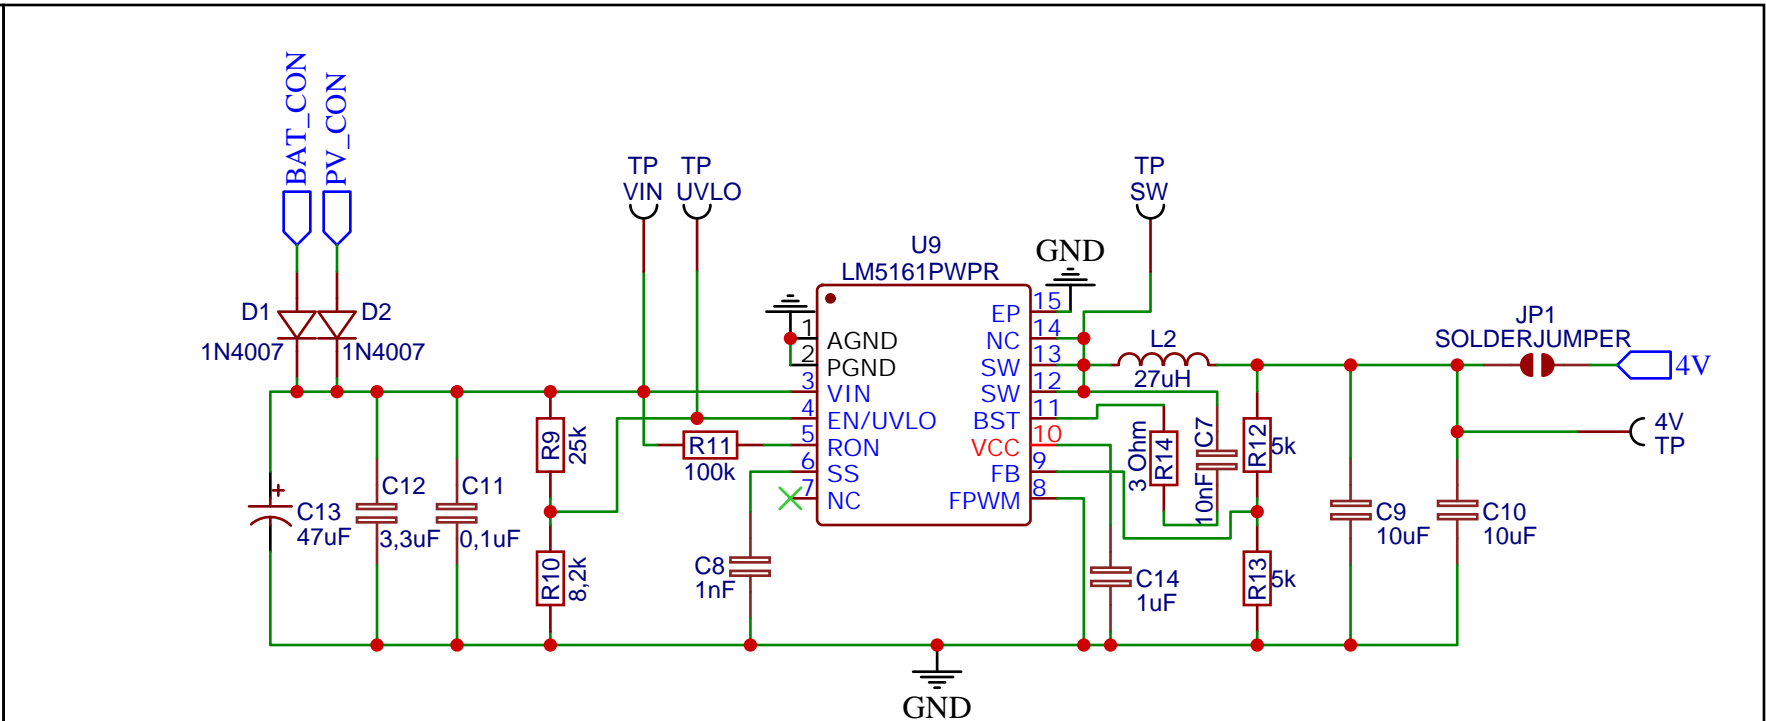 BAT_CON
PV_CON
D1
1N4007
D2
1N4007
TP
VIN
TP
UVLO
TP
SW
GND
U9
LM5161PWPR
1
AGND
2
PGND
3
VIN
4
EN/UVLO
5
RON
6
SS
7
NC
EP
15
NC
14
SW
13
SW
12
BST
11
VCC
10
FB
9
FPWM
8
L2
27uH
JP1
SOLDERJUMPER
4V
4V
TP
R9
25k
R10
8,2k
R11
100k
C13
47uF
C12
3,3uF
C11
0,1uF
C8
1nF
R14
3 Ohm
C7
10nF
R12
5k
R13
5k
C14
1uF
C9
10uF
C10
10uF
GND